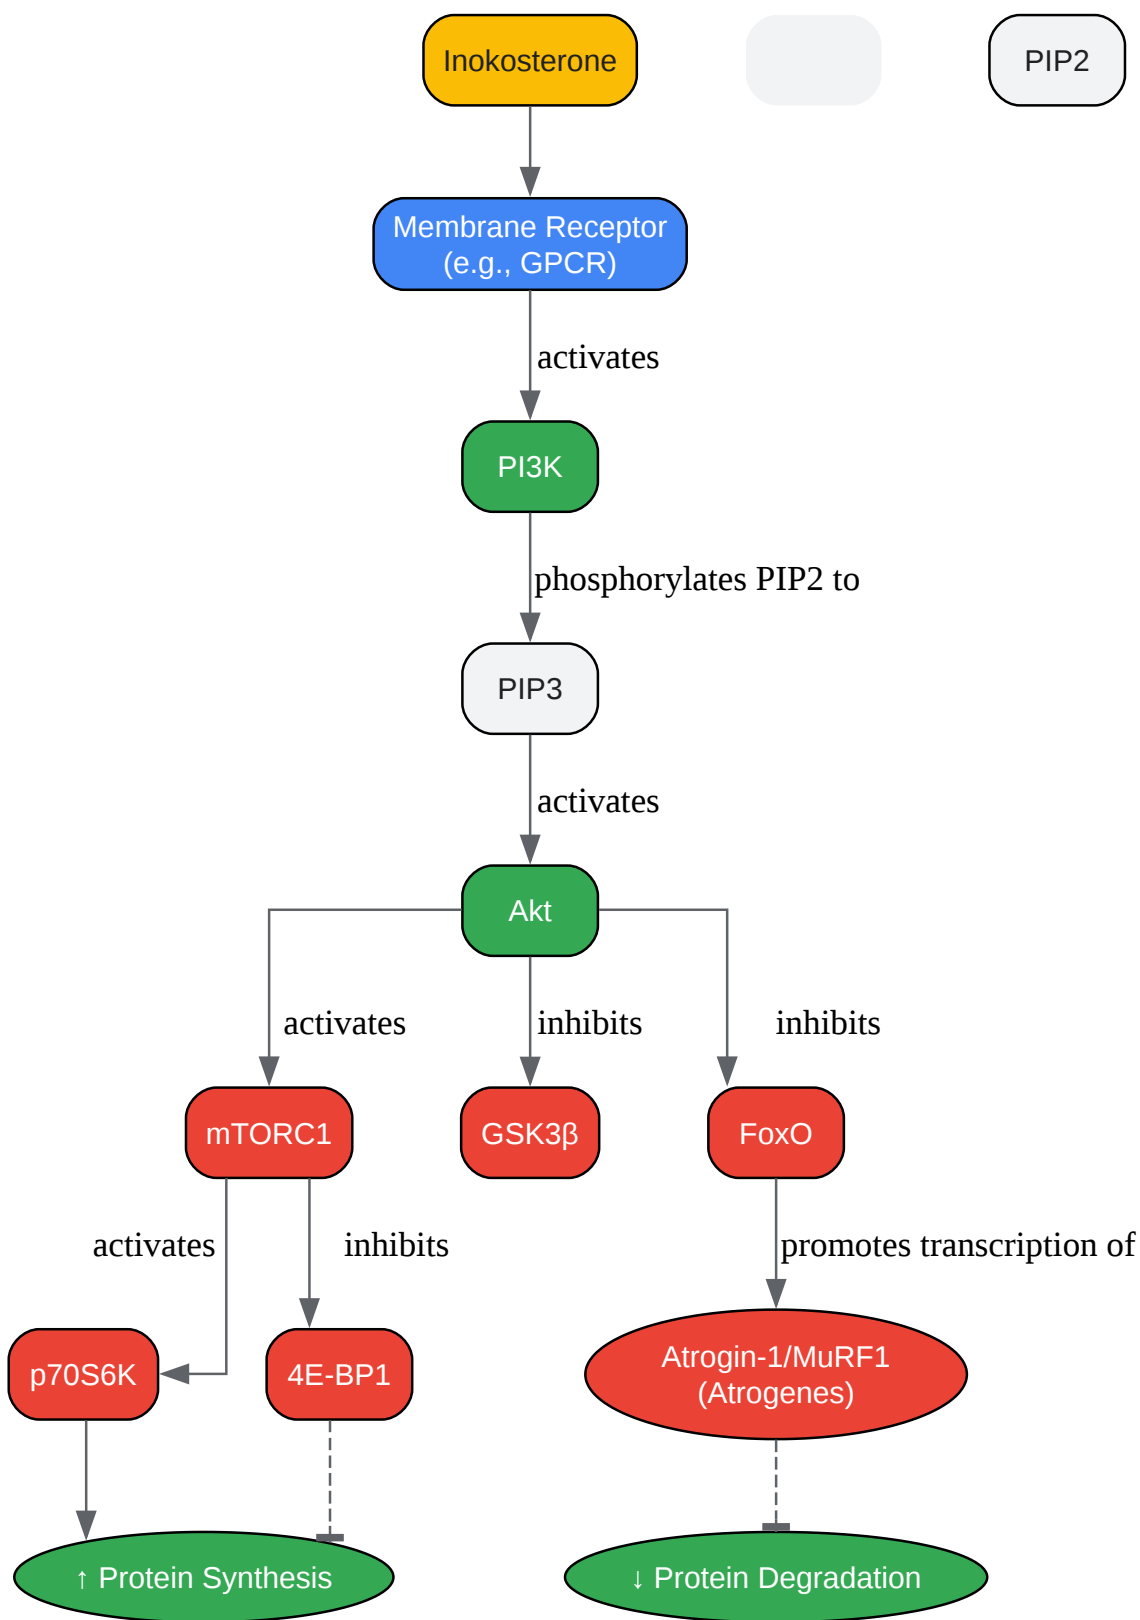 Inokosterone
PIP2
Membrane Receptor
(e.g., GPCR)
activates
PI3K
phosphorylates PIP2 to
PIP3
activates
Akt
activates
inhibits
inhibits
mTORC1
GSK3β
FoxO
activates
inhibits
promotes transcription of
p70S6K
4E-BP1
Atrogin-1/MuRF1
(Atrogenes)
↑ Protein Synthesis
↓ Protein Degradation